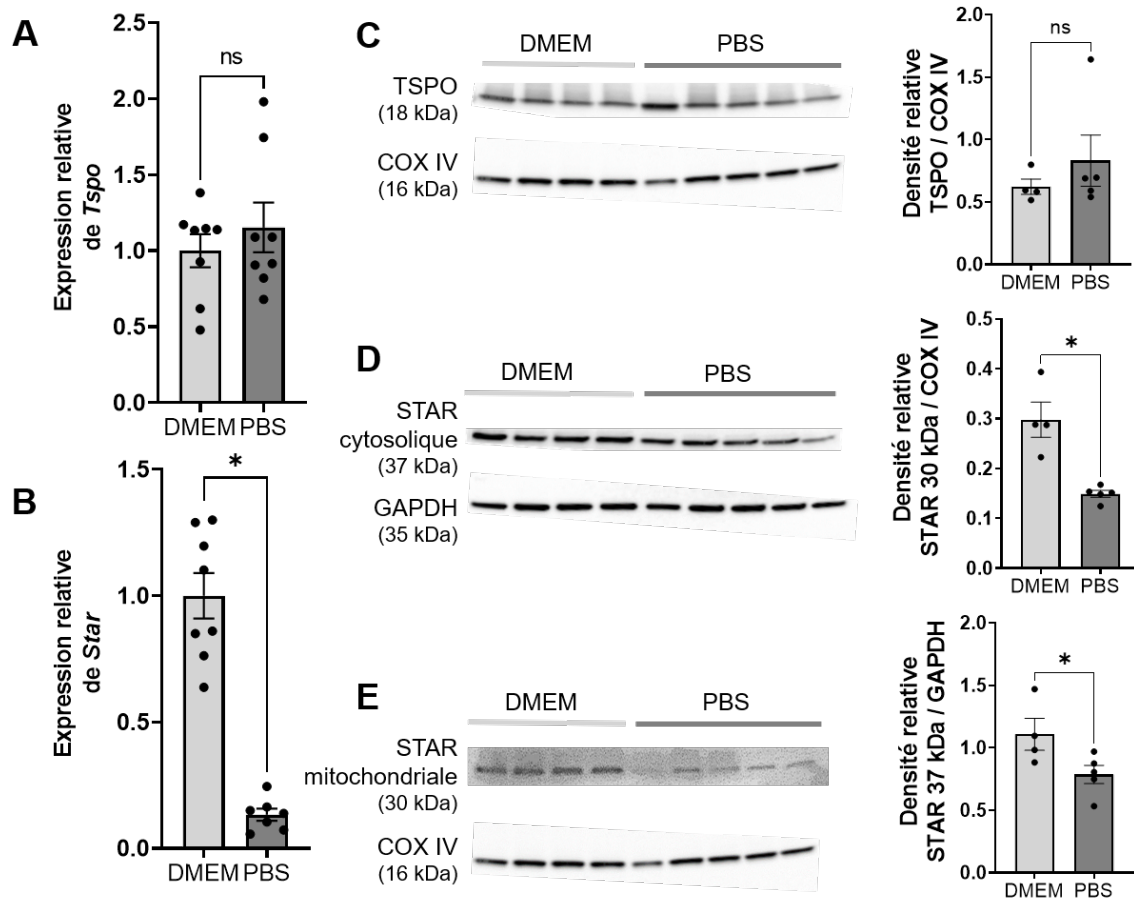 A
Expression relative
de Tspo
2.5
2.0
1.5
1.0
0.5
0.0
ns
DMEM PBS
B
Expression relative
de Star
1.5
1.0
0.5
0.0
*
DMEM PBS
C
DMEM PBS
TSPO
(18 kDa)
COX IV
(16 kDa)
Densité relative
TSPO / COX IV
2.0
1.5
1.0
0.5
0.0
ns
DMEM PBS
D
DMEM PBS
STAR
cytosolique
(37 kDa)
GAPDH
(35 kDa)
Densité relative
STAR 30 kDa / COX IV
0.5
0.4
0.3
0.2
0.1
0.0
*
DMEM PBS
E
DMEM PBS
STAR
mitochondriale
(30 kDa)
COX IV
(16 kDa)
Densité relative
STAR 37 kDa / GAPDH
2.0
1.5
1.0
0.5
0.0
*
DMEM PBS